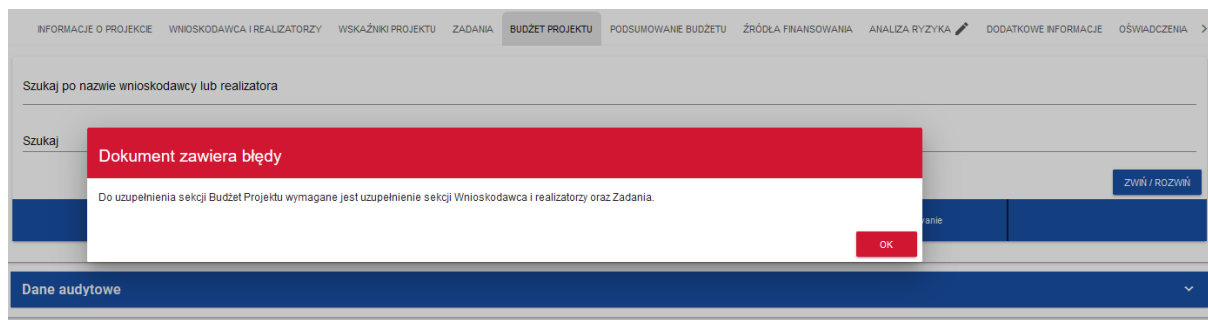 INFORMACJE O PROJEKCIE WNIOSKODAWCA I REALIZATORZY WSKAŹNIKI PROJEKTU ZADANIA BUDŻET PROJEKTU PODSUMOWANIE BUDŻETU ŹRÓDŁA FINANSOWANIA ANALIZA RYZYKA DODATKOWE INFORMACJE OŚWIADCZENIA
Szukaj po nazwie wnioskodawcy lub realizatora
Szukaj
Dokument zawiera błędy
Do uzupełnienia sekcji Budżet Projektu wymagane jest uzupełnienie sekcji Wnioskodawca i realizatorzy oraz Zadania.
ZWIŃ / ROZWIŃ
OK
Dane audytowe